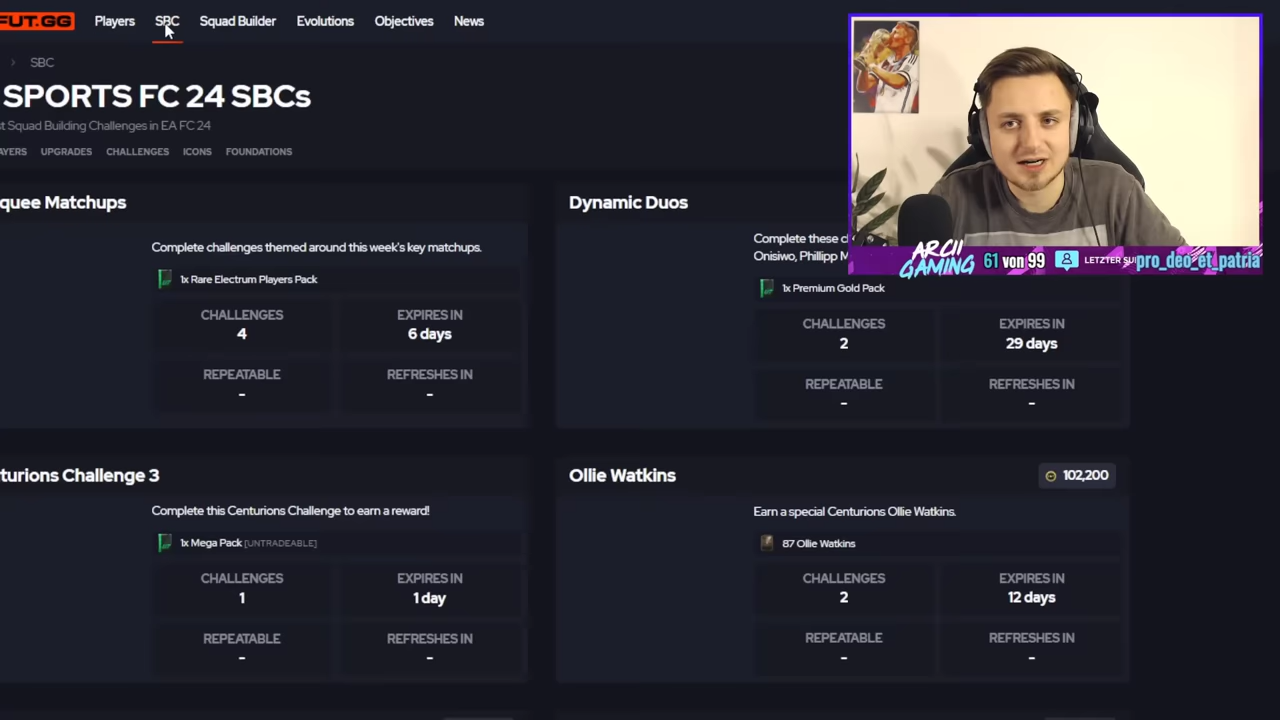 FUT.GG Players SBC Squad Builder Evolutions Objectives News
SBC
SPORTS FC 24 SBCs
Squad Building Challenges in EA FC 24
UPGRADES CHALLENGES ICONS FOUNDATIONS
Matchups
Complete challenges themed around this week's key matchups.
1x Rare Electrum Players Pack
CHALLENGES EXPIRES IN
4 6 days
REPEATABLE REFRESHES IN
- -
Dynamic Duos
Complete these
Onisiwo, Phillipp
1x Premium Gold Pack
CHALLENGES EXPIRES IN
2 29 days
REPEATABLE REFRESHES IN
- -
ARCII
GAMING
61 von 99
LETZTER SU
pro_deo_et_patria
Challenge 3
Complete this Centurions Challenge to earn a reward!
1x Mega Pack [UNTRADEABLE]
CHALLENGES EXPIRES IN
1 1 day
REPEATABLE REFRESHES IN
- -
Ollie Watkins
102,200
Earn a special Centurions Ollie Watkins.
87 Ollie Watkins
CHALLENGES EXPIRES IN
2 12 days
REPEATABLE REFRESHES IN
- -